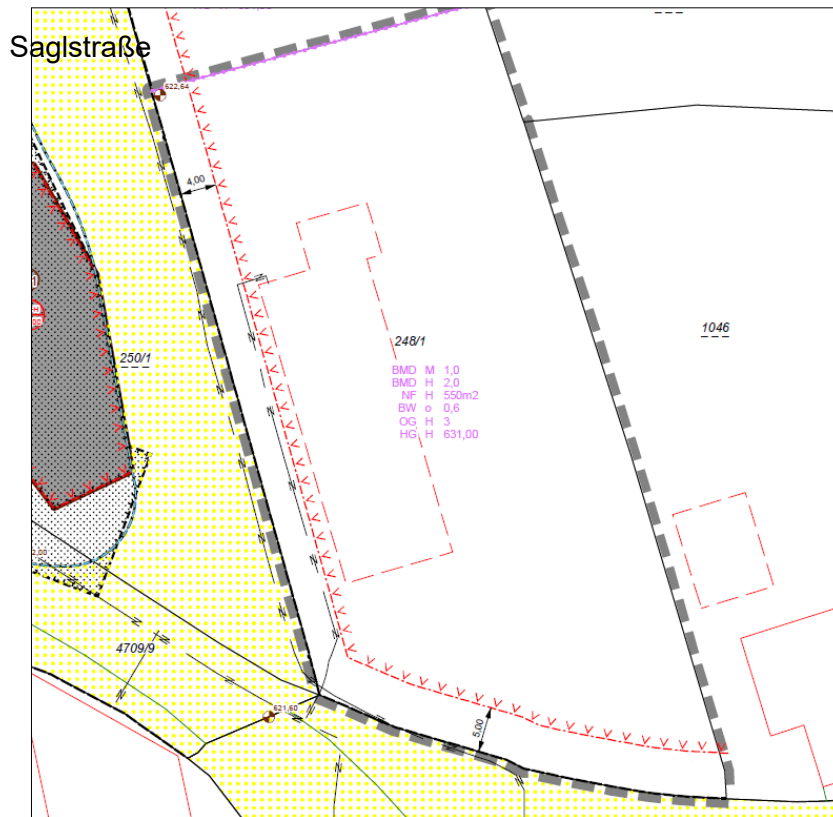 Saglstraße
622,64
4,00
250/1
248/1
1046
BMD M 1,0
BMD H 2,0
NF H 550m2
BW o 0,6
OG H 3
HG H 631,00
4709/9
621,60
5,00